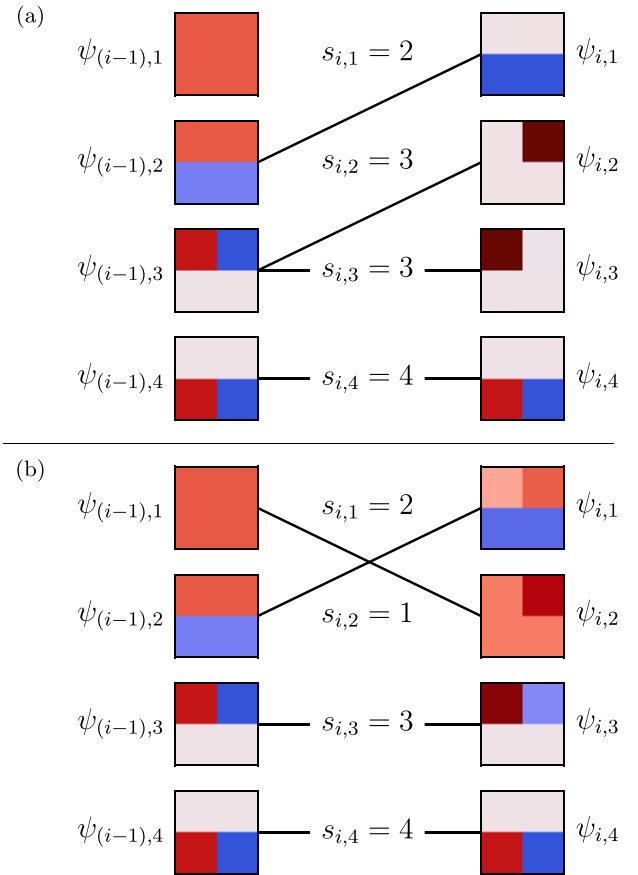 (a)
ψ(i−1),1 s_{i,1} = 2 ψ_{i,1}
ψ(i−1),2 s_{i,2} = 3 ψ_{i,2}
ψ(i−1),3 s_{i,3} = 3 ψ_{i,3}
ψ(i−1),4 s_{i,4} = 4 ψ_{i,4}
(b)
ψ(i−1),1 s_{i,1} = 2 ψ_{i,1}
ψ(i−1),2 s_{i,2} = 1 ψ_{i,2}
ψ(i−1),3 s_{i,3} = 3 ψ_{i,3}
ψ(i−1),4 s_{i,4} = 4 ψ_{i,4}